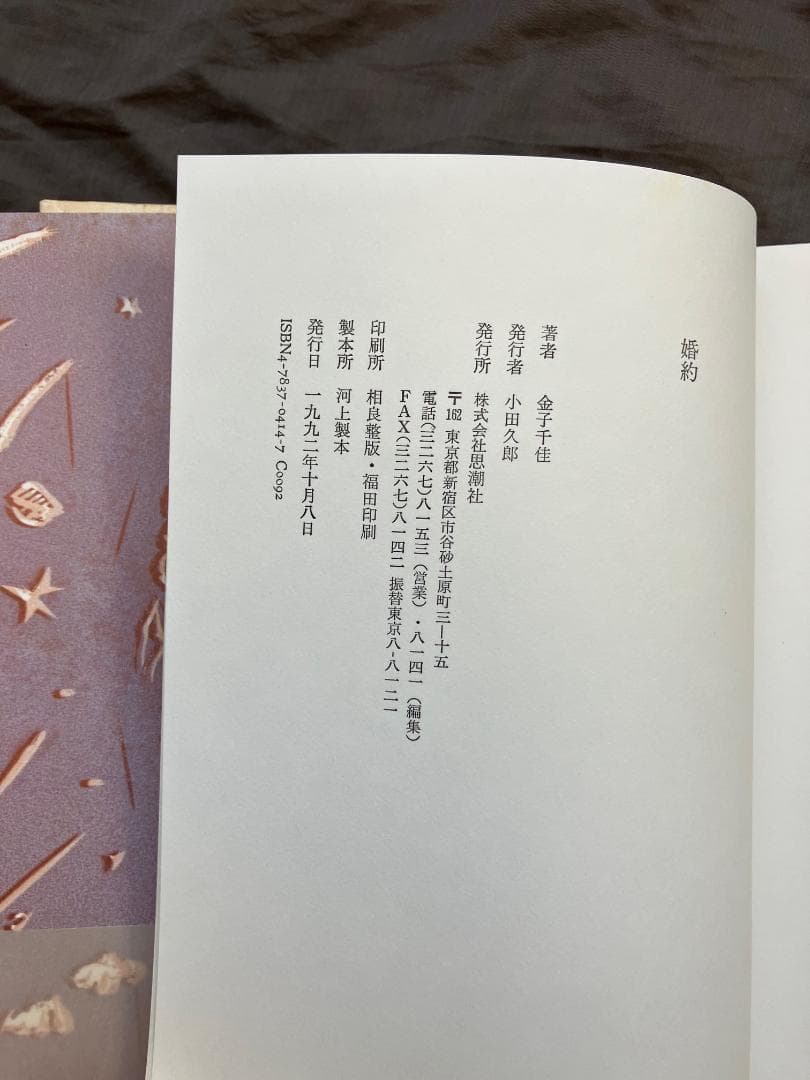 婚約
著者　金子千佳
発行者　小田久郎
発行所　株式会社思潮社
〒162 東京都新宿区市谷砂土原町三―十五
電話(三二六七)八一五三(営業)・八一四一(編集)
FAX(三二六七)八一四二 振替東京八-八一二一
印刷所　相良整版・福田印刷
製本所　河上製本
発行日　一九九二年十月八日
ISBN4-7837-0414-7 C0092